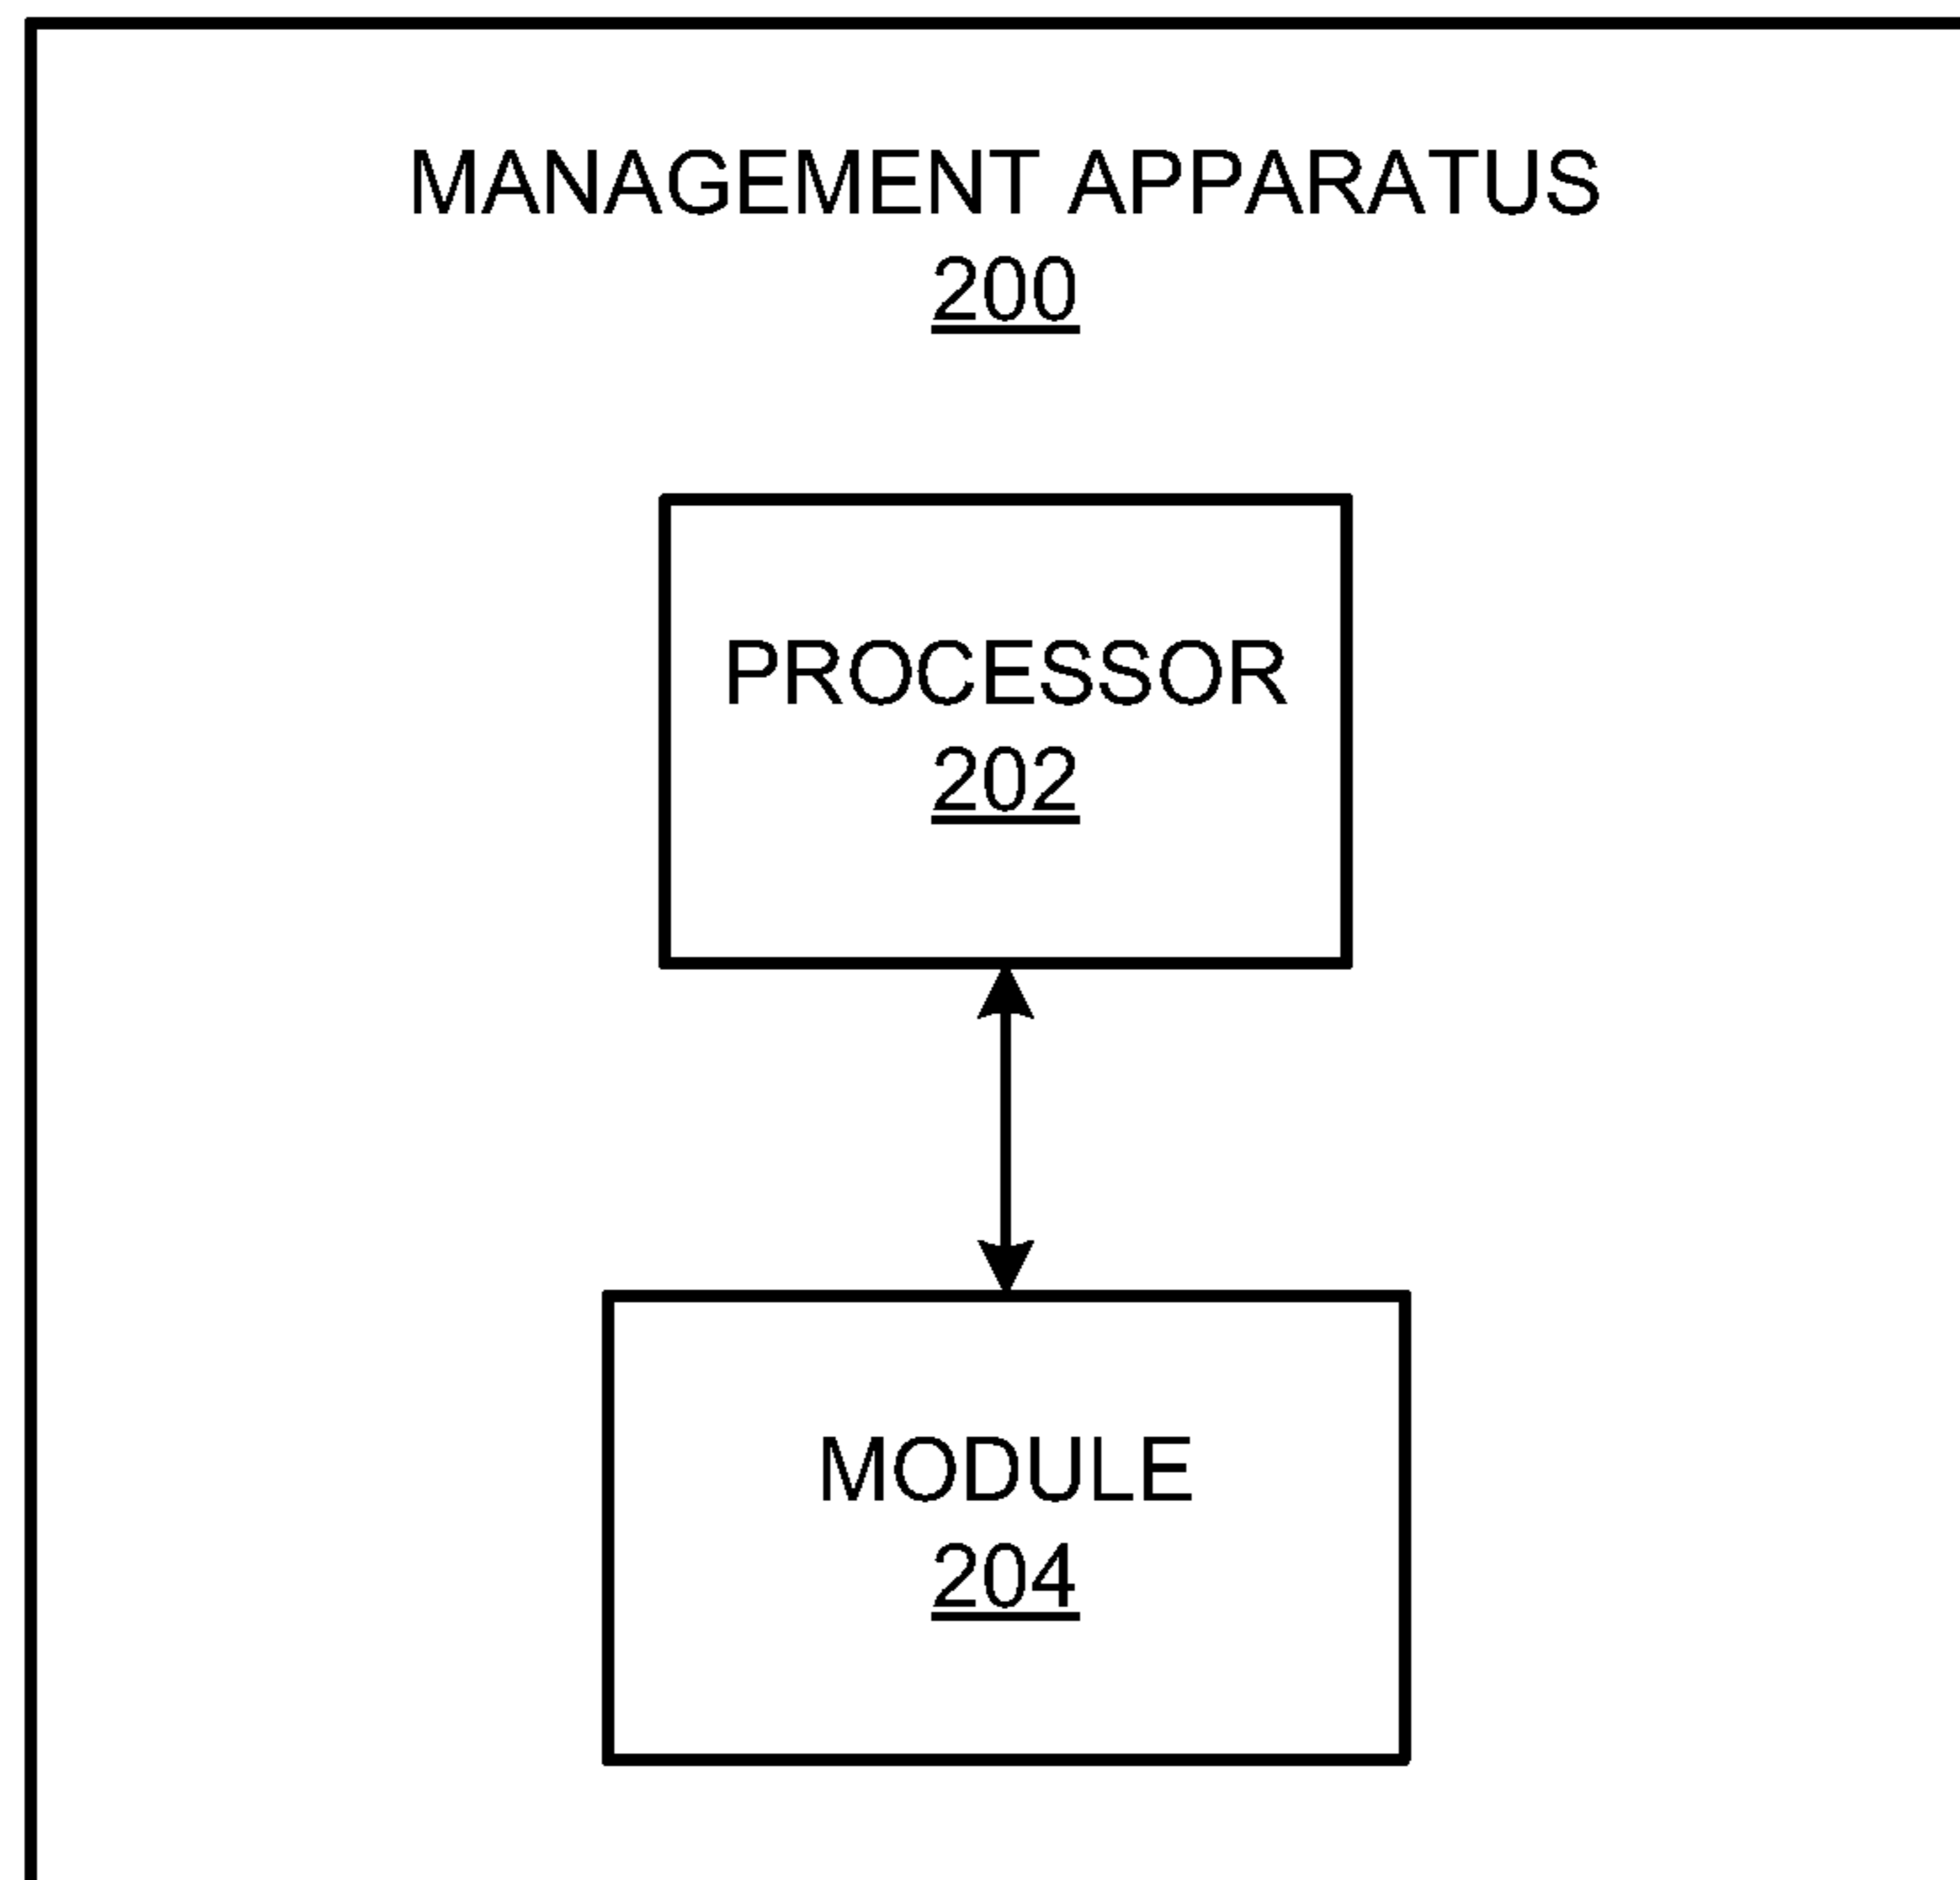 MANAGEMENT APPARATUS
200
PROCESSOR
202
MODULE
204